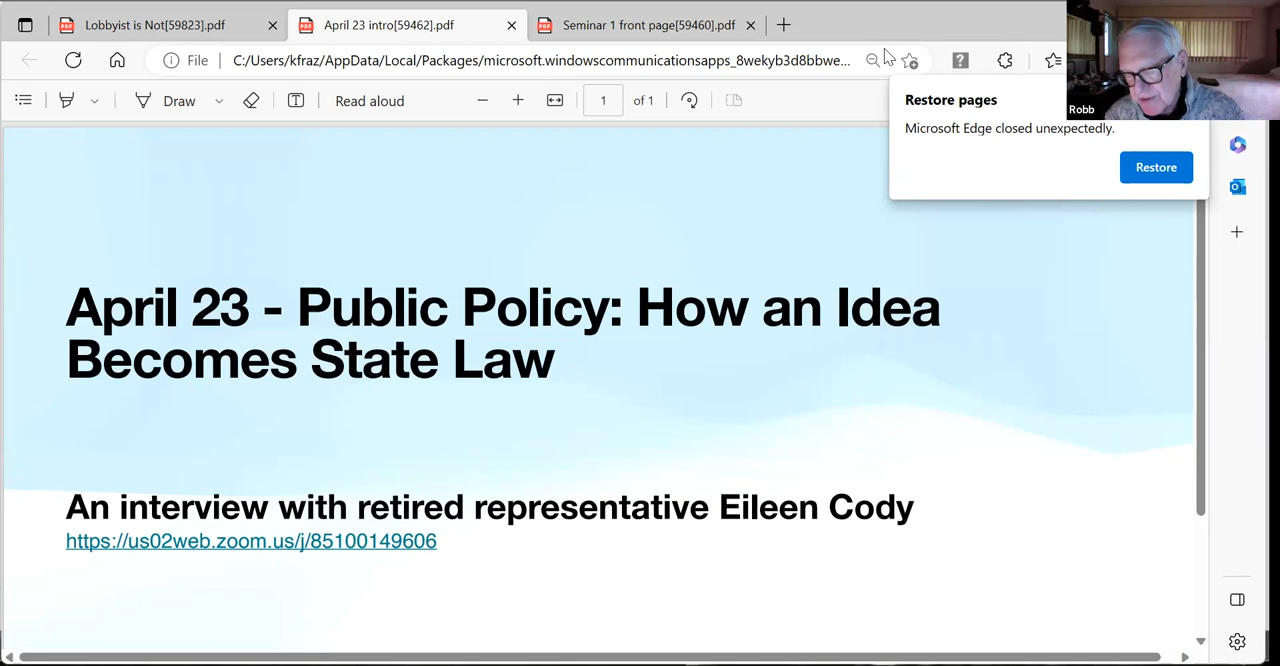 Lobbyist is Not[59823].pdf
April 23 intro[59462].pdf
Seminar 1 front page[59460].pdf
File
C:/Users/kfraz/AppData/Local/Packages/microsoft.windowscommunicationsapps_8wekyb3d8bbwe...
Draw
Read aloud
1
of 1
Restore pages
Microsoft Edge closed unexpectedly.
Restore
Robb
April 23 - Public Policy: How an Idea
Becomes State Law
An interview with retired representative Eileen Cody
https://us02web.zoom.us/j/85100149606